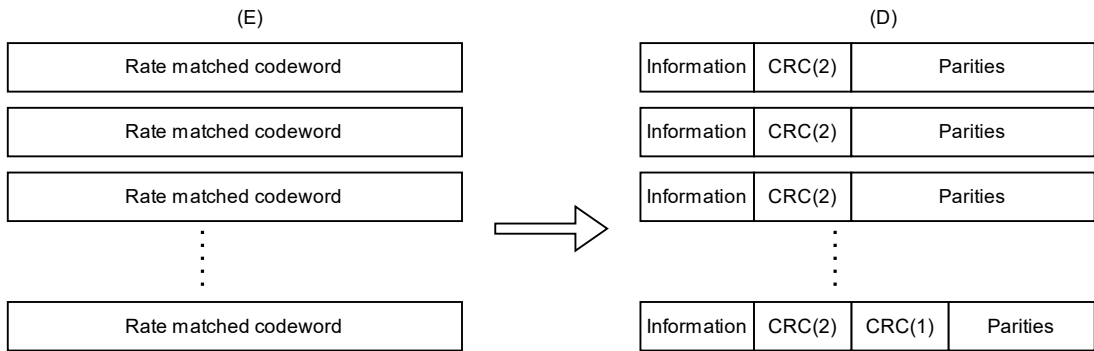 (E) (D)
Rate matched codeword Information CRC(2) Parities
Rate matched codeword Information CRC(2) Parities
Rate matched codeword Information CRC(2) Parities
Rate matched codeword Information CRC(2) CRC(1) Parities